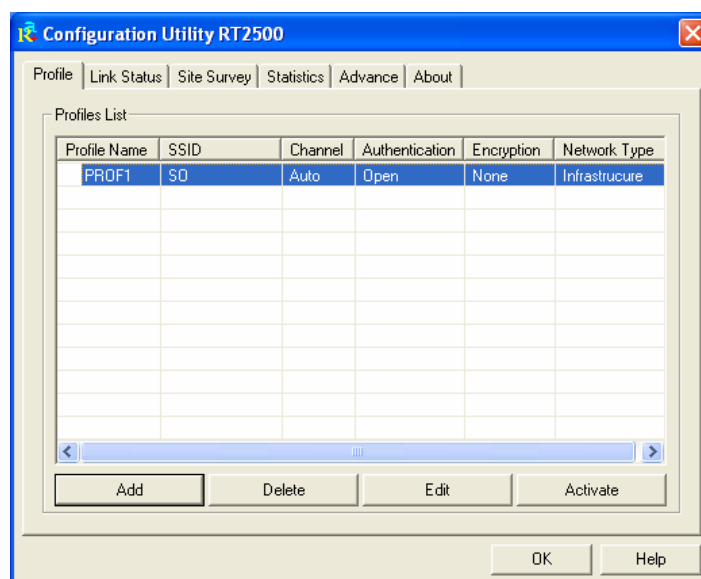 Configuration Utility RT2500
Profile Link Status Site Survey Statistics Advance About
Profiles List
Profile Name SSID Channel Authentication Encryption Network Type
PROF1 SO Auto Open None Infrastrucure
Add Delete Edit Activate
OK Help